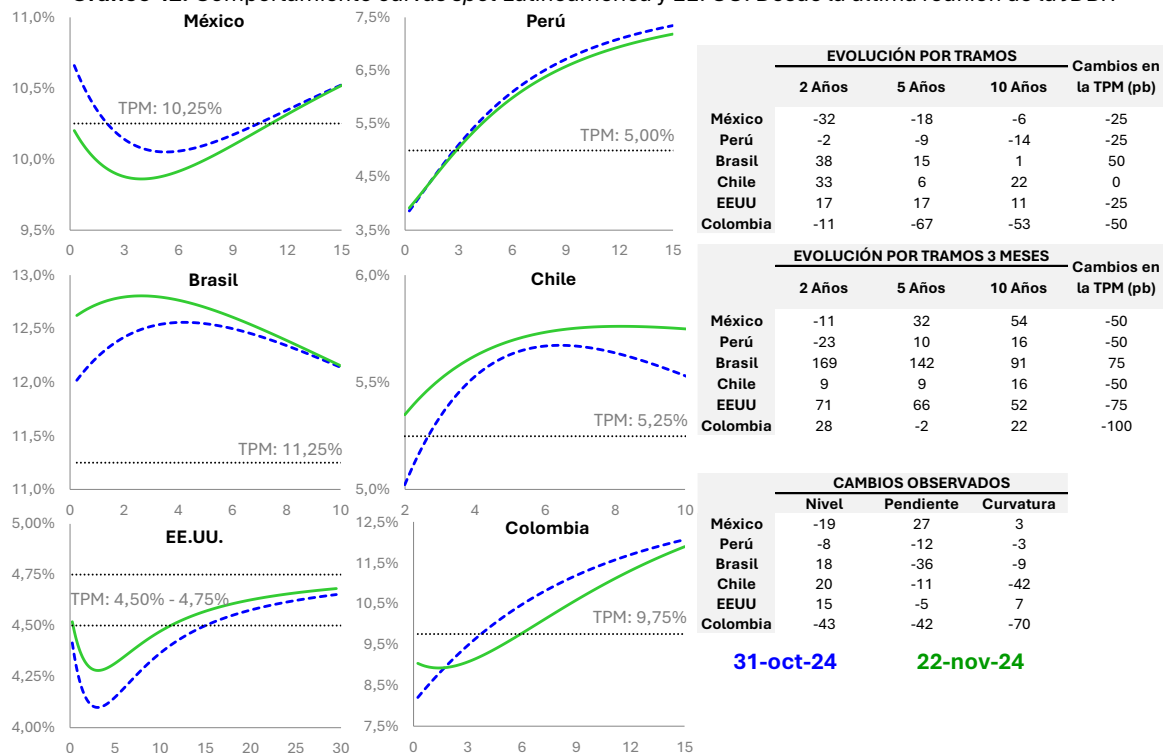 México
11,0%
10,5%
10,0%
9,5%
TPM: 10,25%
0 3 6 9 12 15
Perú
7,5%
6,5%
5,5%
4,5%
3,5%
TPM: 5,00%
0 3 6 9 12 15
Brasil
13,0%
12,5%
12,0%
11,5%
11,0%
TPM: 11,25%
0 2 4 6 8 10
Chile
6,0%
5,5%
5,0%
TPM: 5,25%
2 4 6 8 10
EE.UU.
5,00%
4,75%
4,50%
4,25%
4,00%
TPM: 4,50% - 4,75%
0 5 10 15 20 25 30
Colombia
12,5%
11,5%
10,5%
9,5%
8,5%
7,5%
TPM: 9,75%
0 3 6 9 12 15
EVOLUCIÓN POR TRAMOS Cambios en
2 Años 5 Años 10 Años la TPM (pb)
México -32 -18 -6 -25
Perú -2 -9 -14 -25
Brasil 38 15 1 50
Chile 33 6 22 0
EEUU 17 17 11 -25
Colombia -11 -67 -53 -50
EVOLUCIÓN POR TRAMOS 3 MESES Cambios en
2 Años 5 Años 10 Años la TPM (pb)
México -11 32 54 -50
Perú -23 10 16 -50
Brasil 169 142 91 75
Chile 9 9 16 -50
EEUU 71 66 52 -75
Colombia 28 -2 22 -100
CAMBIOS OBSERVADOS
Nivel Pendiente Curvatura
México -19 27 3
Perú -8 -12 -3
Brasil 18 -36 -9
Chile 20 -11 -42
EEUU 15 -5 7
Colombia -43 -42 -70
31-oct-24 22-nov-24